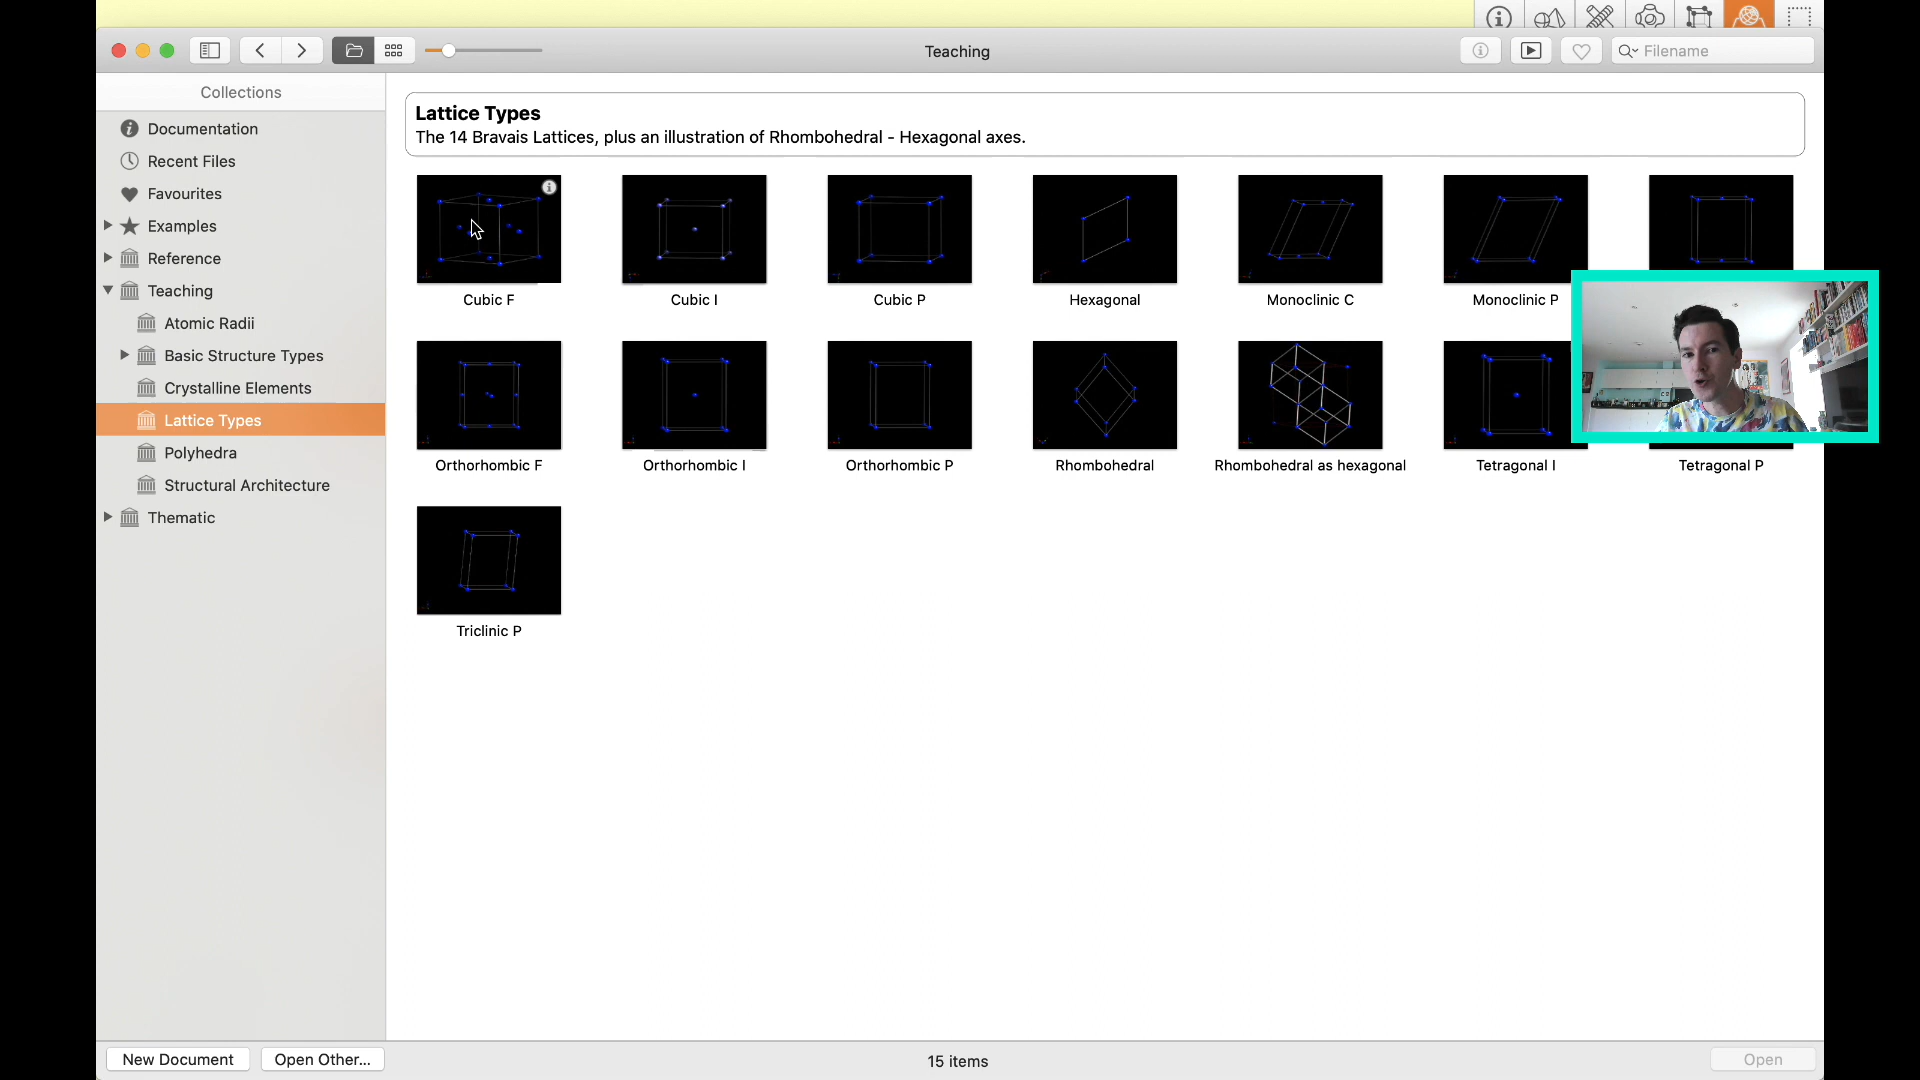 Teaching
Filename
Collections
Documentation
Recent Files
Favourites
Examples
Reference
Teaching
Atomic Radii
Basic Structure Types
Crystalline Elements
Lattice Types
Polyhedra
Structural Architecture
Thematic
Lattice Types
The 14 Bravais Lattices, plus an illustration of Rhombohedral - Hexagonal axes.
Cubic F
Cubic I
Cubic P
Hexagonal
Monoclinic C
Monoclinic P
Orthorhombic F
Orthorhombic I
Orthorhombic P
Rhombohedral
Rhombohedral as hexagonal
Tetragonal I
Tetragonal P
Triclinic P
New Document
Open Other...
15 items
Open